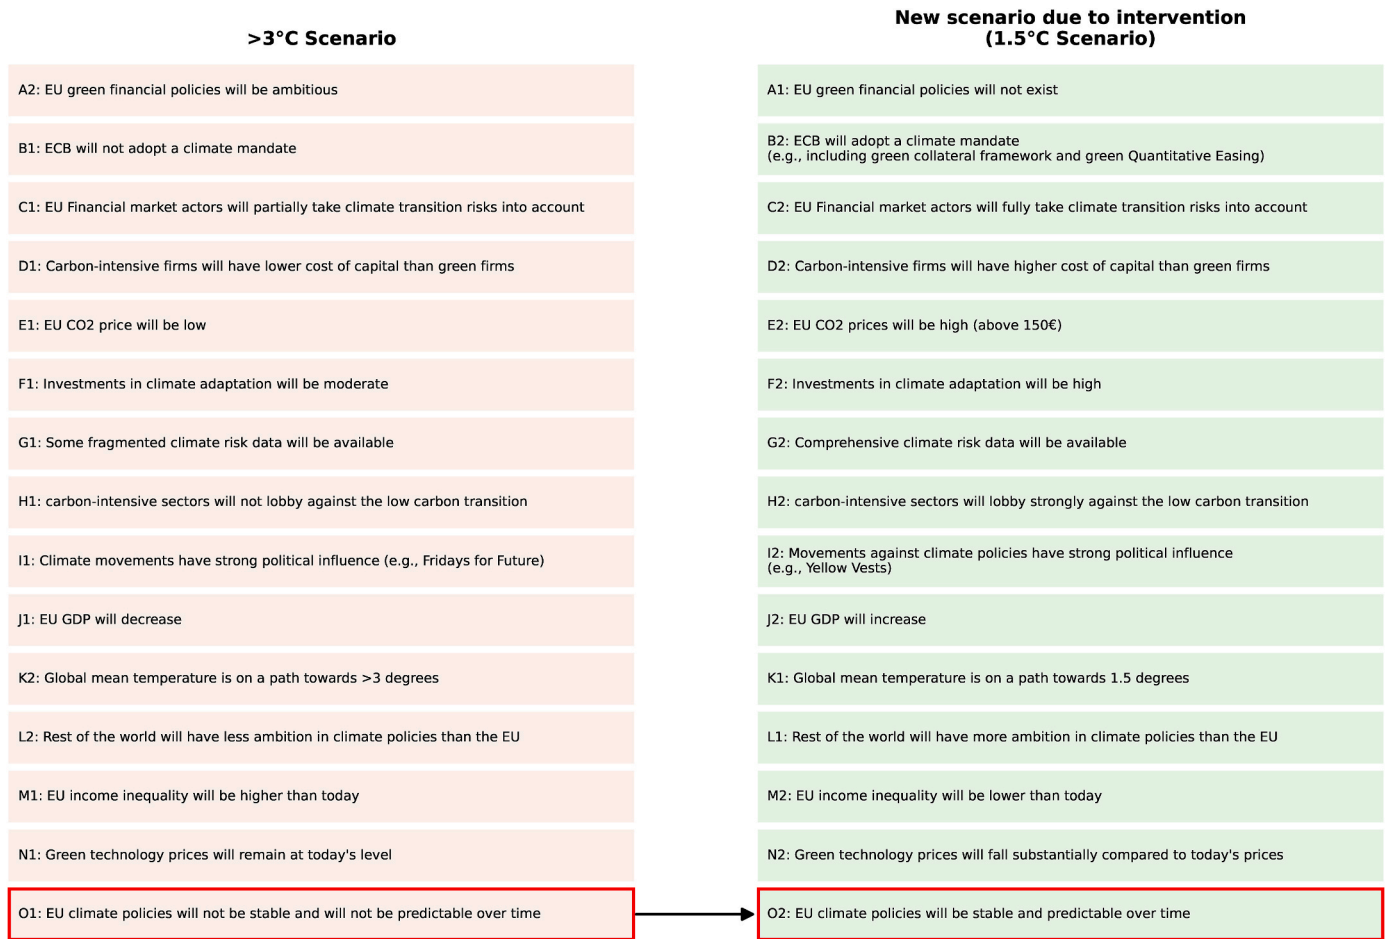 >3°C Scenario
New scenario due to intervention
(1.5°C Scenario)
A2: EU green financial policies will be ambitious
A1: EU green financial policies will not exist
B1: ECB will not adopt a climate mandate
B2: ECB will adopt a climate mandate
(e.g., including green collateral framework and green Quantitative Easing)
C1: EU Financial market actors will partially take climate transition risks into account
C2: EU Financial market actors will fully take climate transition risks into account
D1: Carbon-intensive firms will have lower cost of capital than green firms
D2: Carbon-intensive firms will have higher cost of capital than green firms
E1: EU CO2 price will be low
E2: EU CO2 prices will be high (above 150€)
F1: Investments in climate adaptation will be moderate
F2: Investments in climate adaptation will be high
G1: Some fragmented climate risk data will be available
G2: Comprehensive climate risk data will be available
H1: carbon-intensive sectors will not lobby against the low carbon transition
H2: carbon-intensive sectors will lobby strongly against the low carbon transition
I1: Climate movements have strong political influence (e.g., Fridays for Future)
I2: Movements against climate policies have strong political influence
(e.g., Yellow Vests)
J1: EU GDP will decrease
J2: EU GDP will increase
K2: Global mean temperature is on a path towards >3 degrees
K1: Global mean temperature is on a path towards 1.5 degrees
L2: Rest of the world will have less ambition in climate policies than the EU
L1: Rest of the world will have more ambition in climate policies than the EU
M1: EU income inequality will be higher than today
M2: EU income inequality will be lower than today
N1: Green technology prices will remain at today's level
N2: Green technology prices will fall substantially compared to today's prices
O1: EU climate policies will not be stable and will not be predictable over time
O2: EU climate policies will be stable and predictable over time